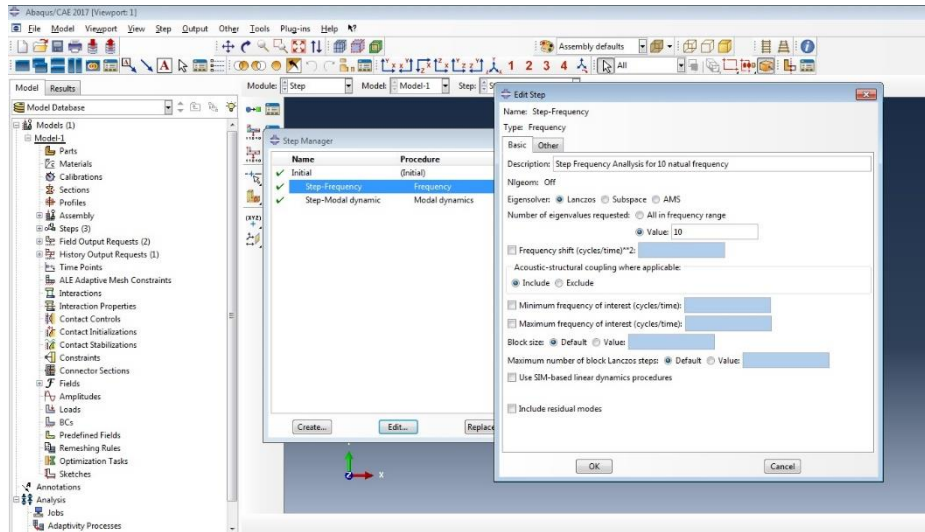 Abaqus/CAE 2017 [Viewport: 1]
File Model Viewport View Step Output Other Tools Plug-ins Help
Assembly defaults
1 2 3 4 All
Model Results
Module: Step Model: Model-1 Step:
Model Database
Models (1)
Model-1
Parts
Materials
Calibrations
Sections
Profiles
Assembly
Steps (3)
Field Output Requests (2)
History Output Requests (1)
Time Points
ALE Adaptive Mesh Constraints
Interactions
Interaction Properties
Contact Controls
Contact Initializations
Contact Stabilizations
Constraints
Connector Sections
Fields
Amplitudes
Loads
BCs
Predefined Fields
Remeshing Rules
Optimization Tasks
Sketches
Annotations
Analysis
Jobs
Adaptivity Processes
(XYZ)
Step Manager
Name Procedure
Initial (Initial)
Step-Frequency Frequency
Step-Modal dynamic Modal dynamics
Create... Edit... Replace
X
Edit Step
Name: Step-Frequency
Type: Frequency
Basic Other
Description: Step Frequency Anallysis for 10 natual frequency
Nlgeom: Off
Eigensolver: Lanczos Subspace AMS
Number of eigenvalues requested: All in frequency range
Value: 10
Frequency shift (cycles/time)**2:
Acoustic-structural coupling where applicable:
Include Exclude
Minimum frequency of interest (cycles/time):
Maximum frequency of interest (cycles/time):
Block size: Default Value:
Maximum number of block Lanczos steps: Default Value:
Use SIM-based linear dynamics procedures
Include residual modes
OK Cancel